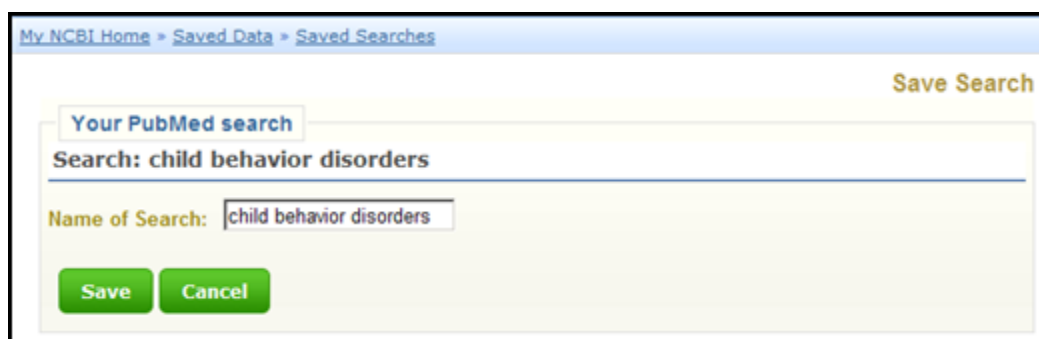 My NCBI Home » Saved Data » Saved Searches
Save Search
Your PubMed search
Search: child behavior disorders
Name of Search: child behavior disorders
Save Cancel